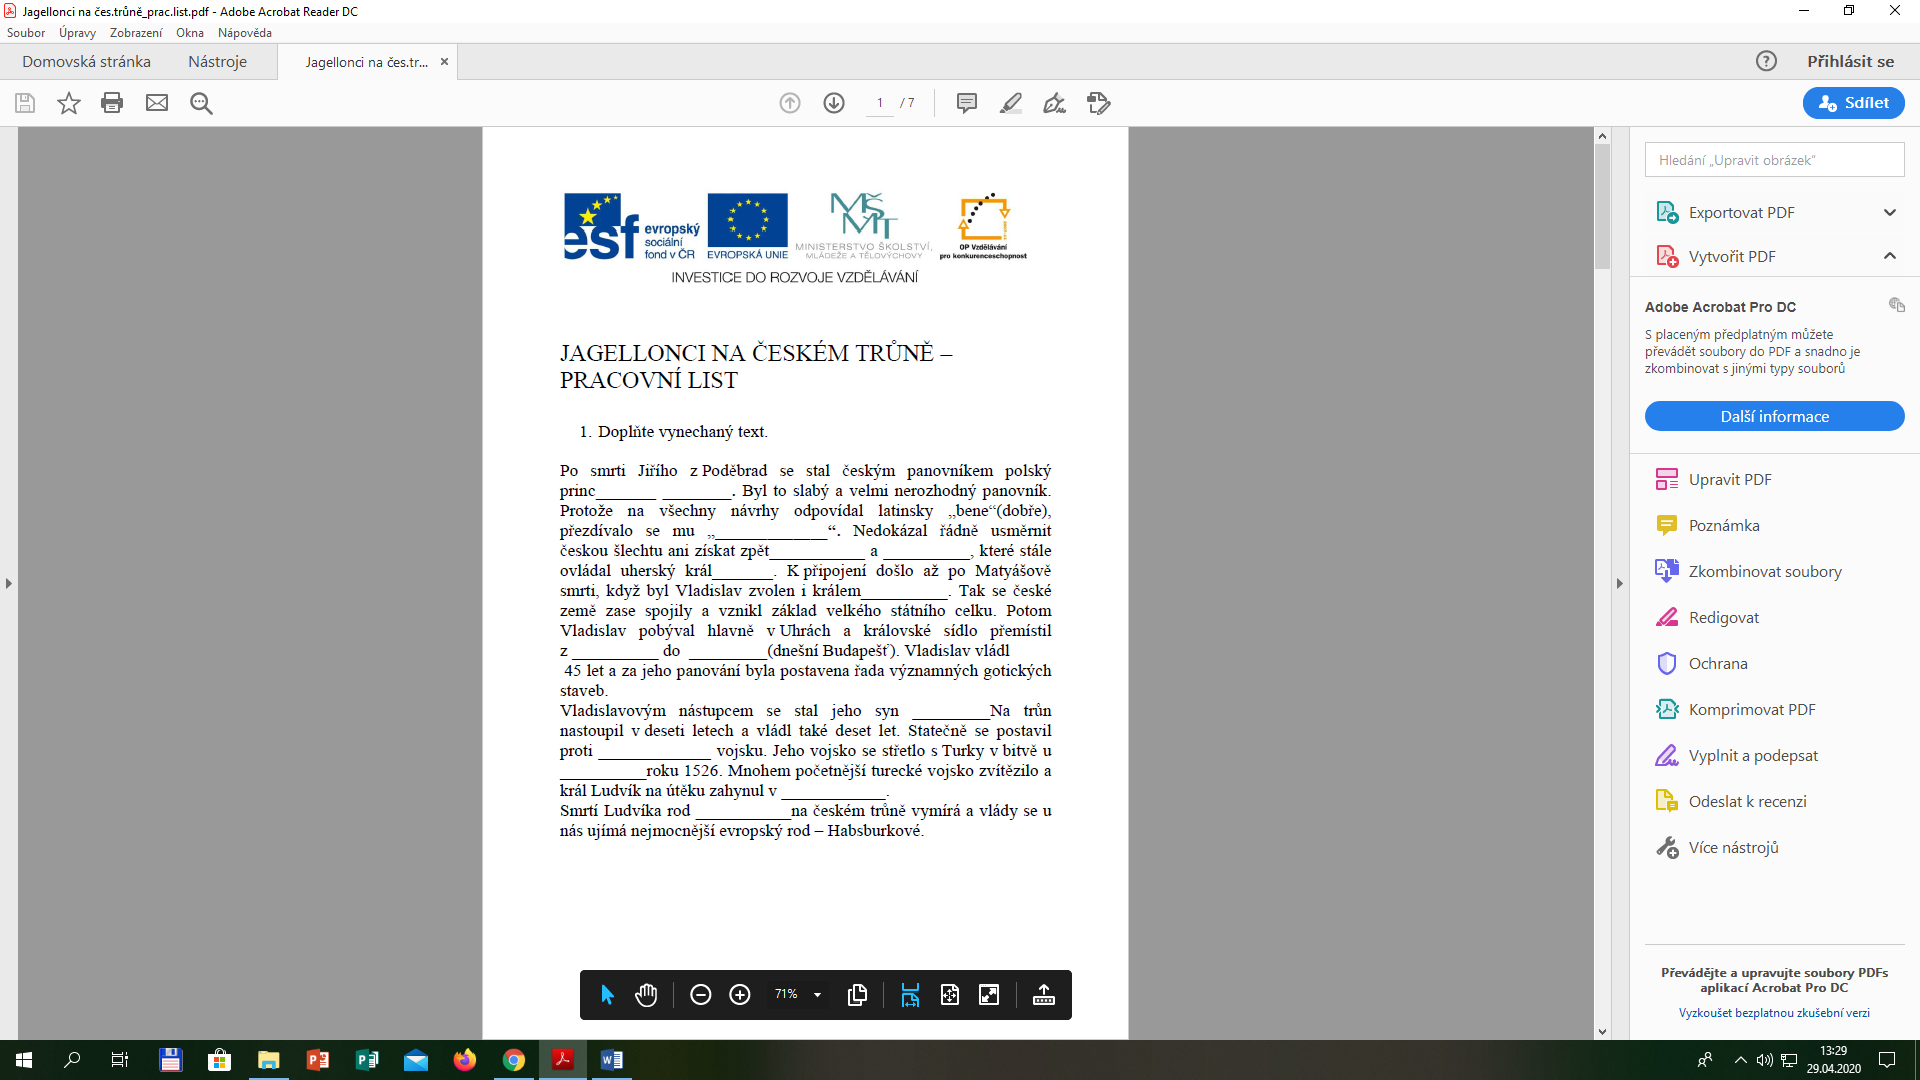 Jagellonci na čes.trůně_prac.list.pdf - Adobe Acrobat Reader DC
Soubor Úpravy Zobrazení Okna Nápověda
Domovská stránka Nástroje Jagellonci na čes.tr... Přihlásit se
1 / 7 Sdílet
esf evropský sociální fond v ČR
EVROPSKÁ UNIE
MŠMT
MINISTERSTVO ŠKOLSTVÍ,
MLÁDEŽE A TĚLOVÝCHOVY
OP Vzdělávání
pro konkurenceschopnost
INVESTICE DO ROZVOJE VZDĚLÁVÁNÍ
JAGELLONCI NA ČESKÉM TRŮNĚ –
PRACOVNÍ LIST
1. Doplňte vynechaný text.
Po smrti Jiřího z Poděbrad se stal českým panovníkem polský
princ_______ ________. Byl to slabý a velmi nerozhodný panovník.
Protože na všechny návrhy odpovídal latinsky „bene“(dobře),
přezdívalo se mu „_____________“. Nedokázal řádně usměrnit
českou šlechtu ani získat zpět___________ a __________, které stále
ovládal uherský král_______. K připojení došlo až po Matyášově
smrti, když byl Vladislav zvolen i králem__________. Tak se české
země zase spojily a vznikl základ velkého státního celku. Potom
Vladislav pobýval hlavně v Uhrách a královské sídlo přemístil
z __________ do _________(dnešní Budapešť). Vladislav vládl
45 let a za jeho panování byla postavena řada významných gotických
staveb.
Vladislavovým nástupcem se stal jeho syn _________Na trůn
nastoupil v deseti letech a vládl také deset let. Statečně se postavil
proti _____________ vojsku. Jeho vojsko se střetlo s Turky v bitvě u
__________roku 1526. Mnohem početnější turecké vojsko zvítězilo a
král Ludvík na útěku zahynul v ____________.
Smrtí Ludvíka rod ___________na českém trůně vymírá a vlády se u
nás ujímá nejmocnější evropský rod – Habsburkové.
71%
Hledání „Upravit obrázek“
Exportovat PDF
Vytvořit PDF
Adobe Acrobat Pro DC
S placeným předplatným můžete
převádět soubory do PDF a snadno je
zkombinovat s jinými typy souborů
Další informace
Upravit PDF
Poznámka
Zkombinovat soubory
Redigovat
Ochrana
Komprimovat PDF
Vyplnit a podepsat
Odeslat k recenzi
Více nástrojů
Převádějte a upravujte soubory PDFs
aplikací Acrobat Pro DC
Vyzkoušet bezplatnou zkušební verzi
13:29
29.04.2020